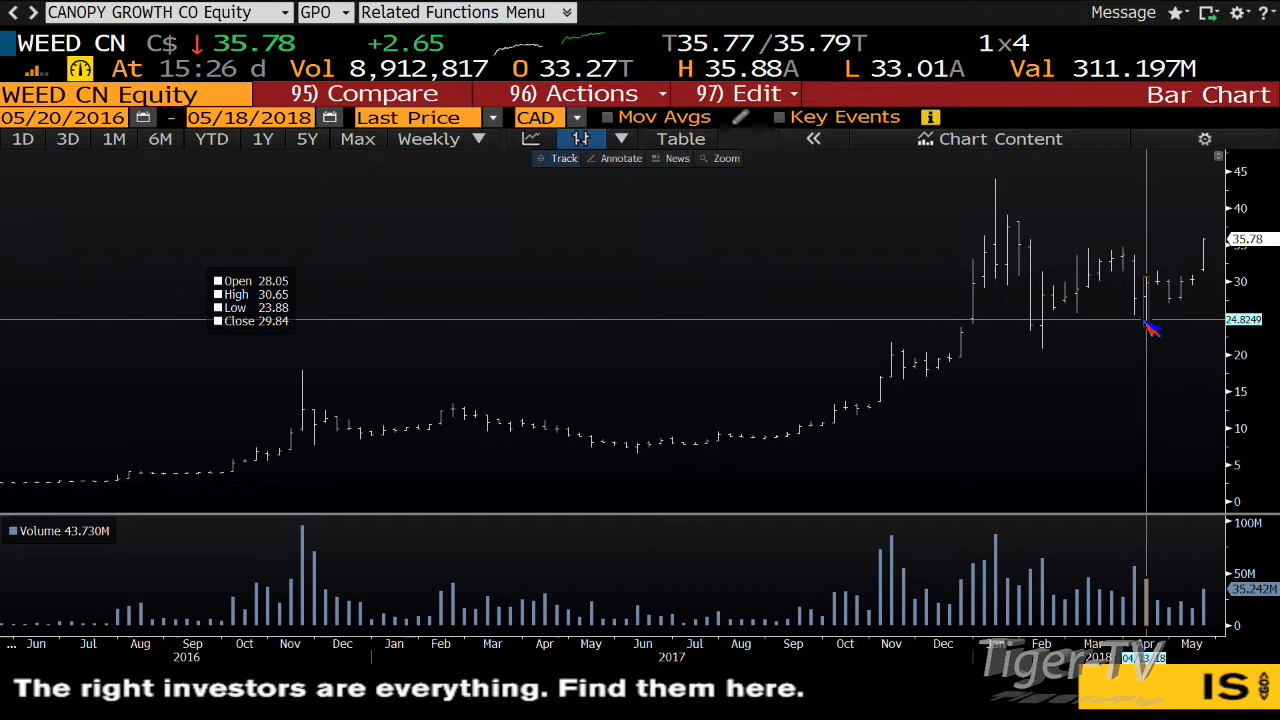 CANOPY GROWTH CO Equity GPO Related Functions Menu Message ?
WEED CN C$ 35.78 +2.65 T35.77/35.79T 1x4
At 15:26 d Vol 8,912,817 O 33.27T H 35.88A L 33.01A Val 311.197M
WEED CN Equity 95) Compare 96) Actions 97) Edit Bar Chart
05/20/2016 - 05/18/2018 Last Price CAD Mov Avgs Key Events i
1D 3D 1M 6M YTD 1Y 5Y Max Weekly Table « Chart Content
Track Annotate News Zoom
45
40
35.78
35
30
24.8249
20
15
10
5
0
Open 28.05
High 30.65
Low 23.88
Close 29.84
Volume 43.730M
100M
50M
35.242M
0
... Jun Jul Aug Sep Oct Nov Dec Jan Feb Mar Apr May Jun Jul Aug Sep Oct Nov Dec Jan Feb Mar Apr May
2016 2017 2018 04/13/18
Tiger-TV
The right investors are everything. Find them here. IS